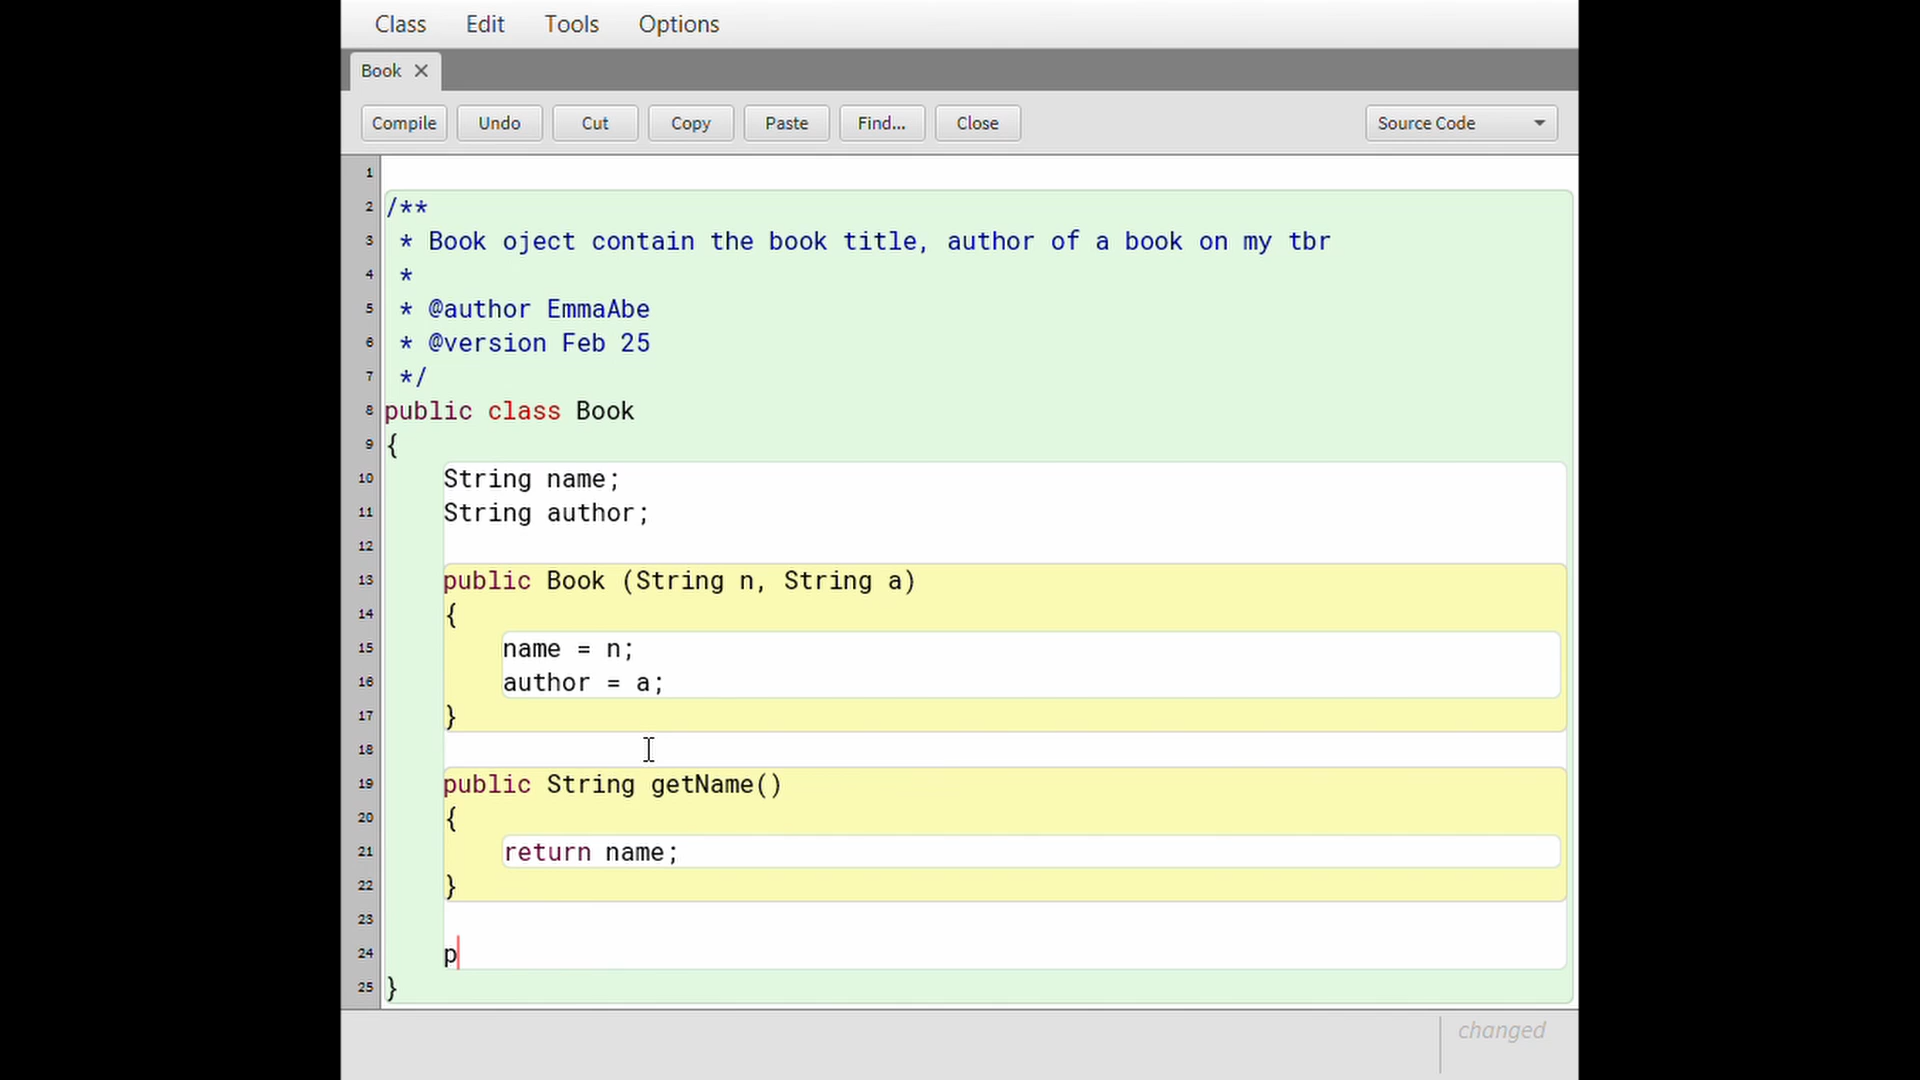 Class Edit Tools Options
Book ✕
Compile Undo Cut Copy Paste Find... Close Source Code
1
2 /**
3  * Book oject contain the book title, author of a book on my tbr
4  *
5  * @author EmmaAbe
6  * @version Feb 25
7  */
8 public class Book
9 {
10     String name;
11     String author;
12
13     public Book (String n, String a)
14     {
15         name = n;
16         author = a;
17     }
18
19     public String getName()
20     {
21         return name;
22     }
23
24     p
25 }
changed